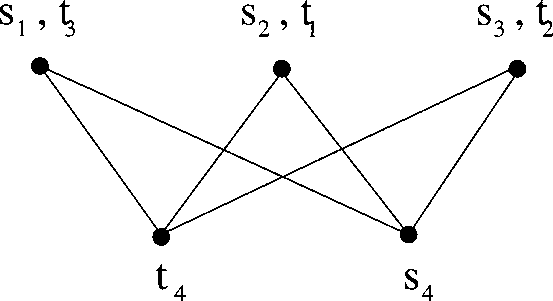 s₁ , t₃ s₂ , t₁ s₃ , t₂
t₄ s₄